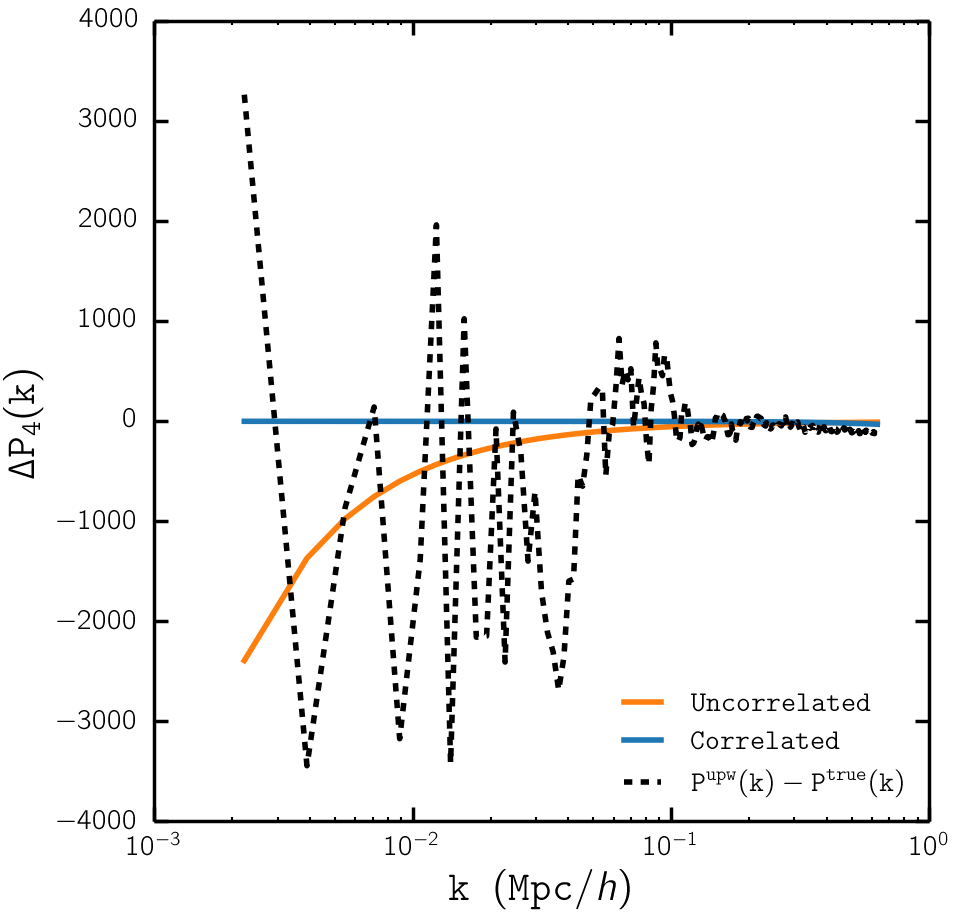 4000
3000
2000
1000
0
−1000
−2000
−3000
−4000
ΔP₄(k)
Uncorrelated
Correlated
Pᵘᵖʷ(k) − Pᵗʳᵘᵉ(k)
10⁻³ 10⁻² 10⁻¹ 10⁰
k (Mpc/h)